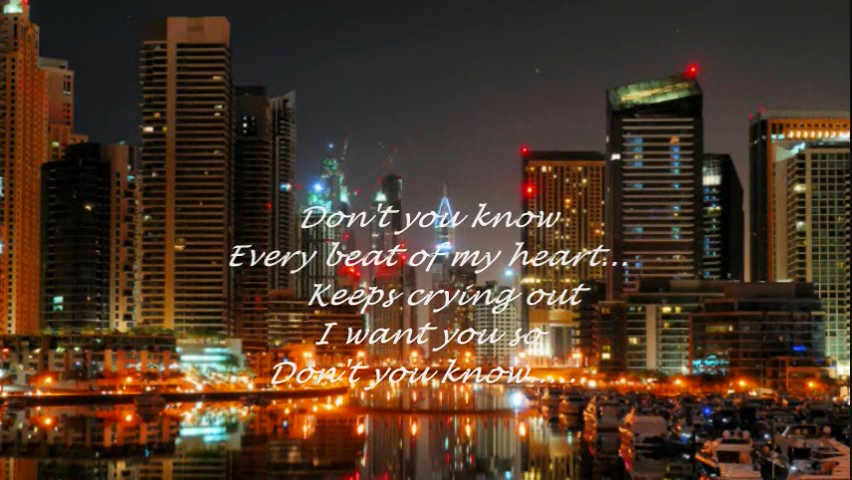 Don't you know
Every beat of my heart...
Keeps crying out
I want you so
Don't you know......